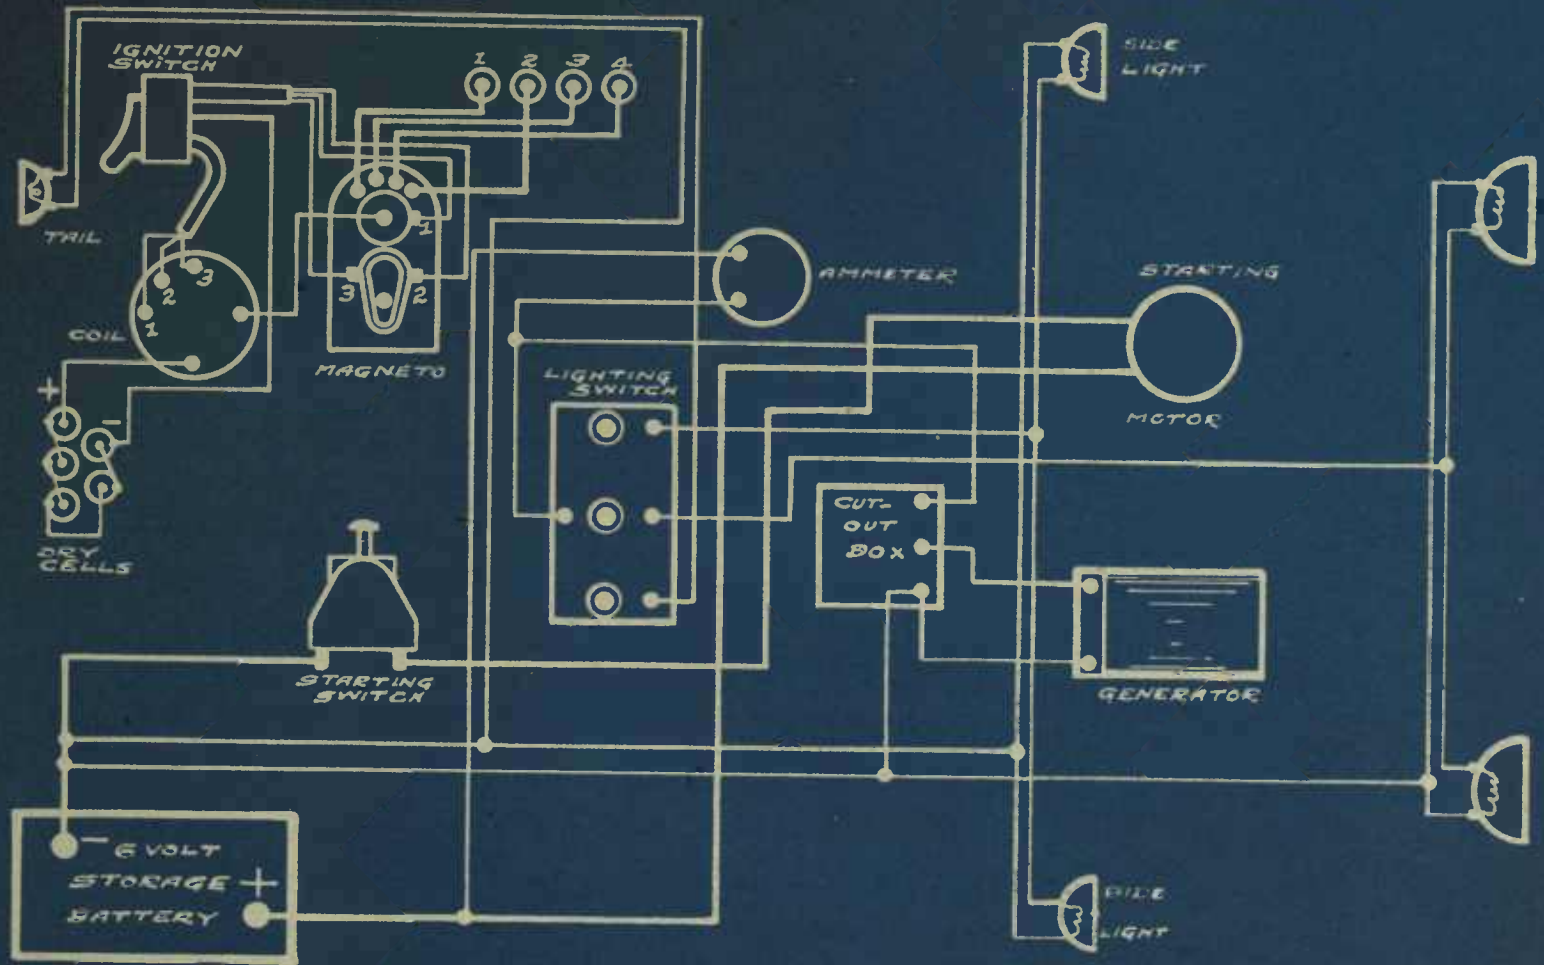 IGNITION
SWITCH
1 2 3 4
SIDE
LIGHT
TAIL
1
2
3
3
2
1
COIL
MAGNETO
AMMETER
STARTING
MOTOR
LIGHTING
SWITCH
+
-
DRY
CELLS
CUT-
OUT
BOX
STARTING
SWITCH
GENERATOR
- 6 VOLT
STORAGE +
BATTERY
SIDE
LIGHT